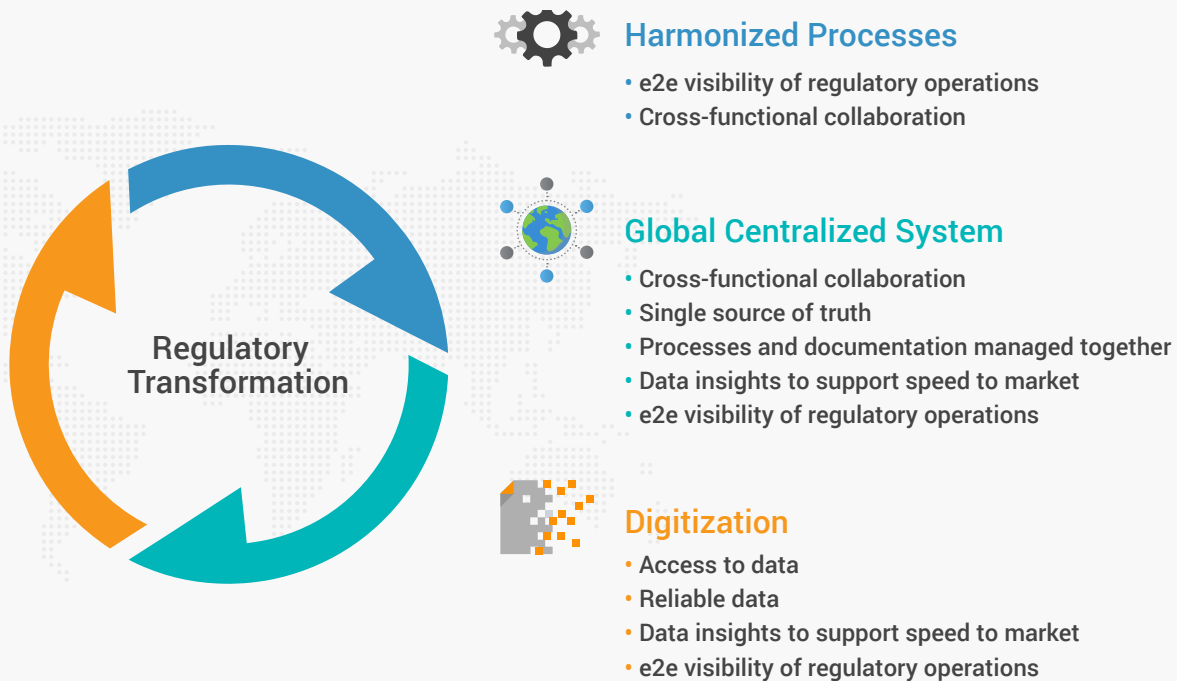 Harmonized Processes
• e2e visibility of regulatory operations
• Cross-functional collaboration
Regulatory
Transformation
Global Centralized System
• Cross-functional collaboration
• Single source of truth
• Processes and documentation managed together
• Data insights to support speed to market
• e2e visibility of regulatory operations
Digitization
• Access to data
• Reliable data
• Data insights to support speed to market
• e2e visibility of regulatory operations